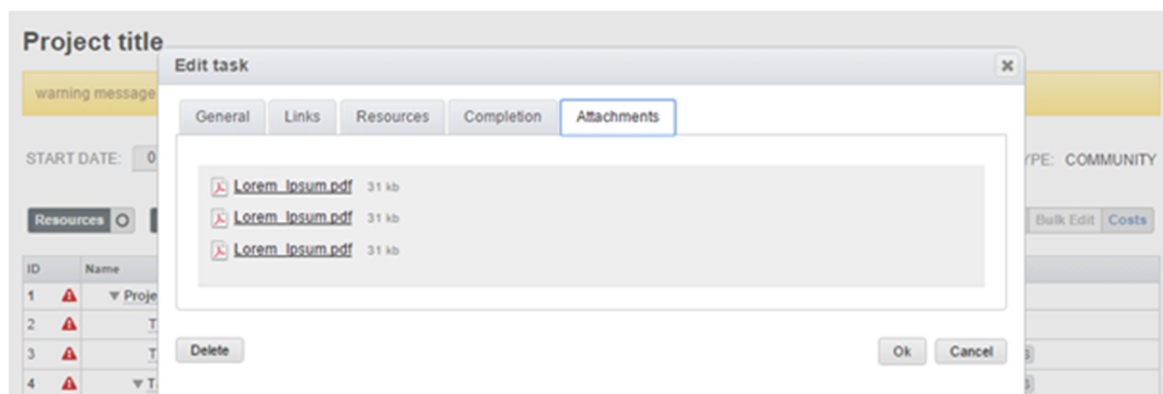 Project title
Edit task
warning message
General Links Resources Completion Attachments
START DATE: 0
YPE: COMMUNITY
Lorem_Ipsum.pdf 31 kb
Lorem_Ipsum.pdf 31 kb
Lorem_Ipsum.pdf 31 kb
Resources
Bulk Edit Costs
ID Name
1 Proje
2 T
3 T
Delete Ok Cancel
4 T